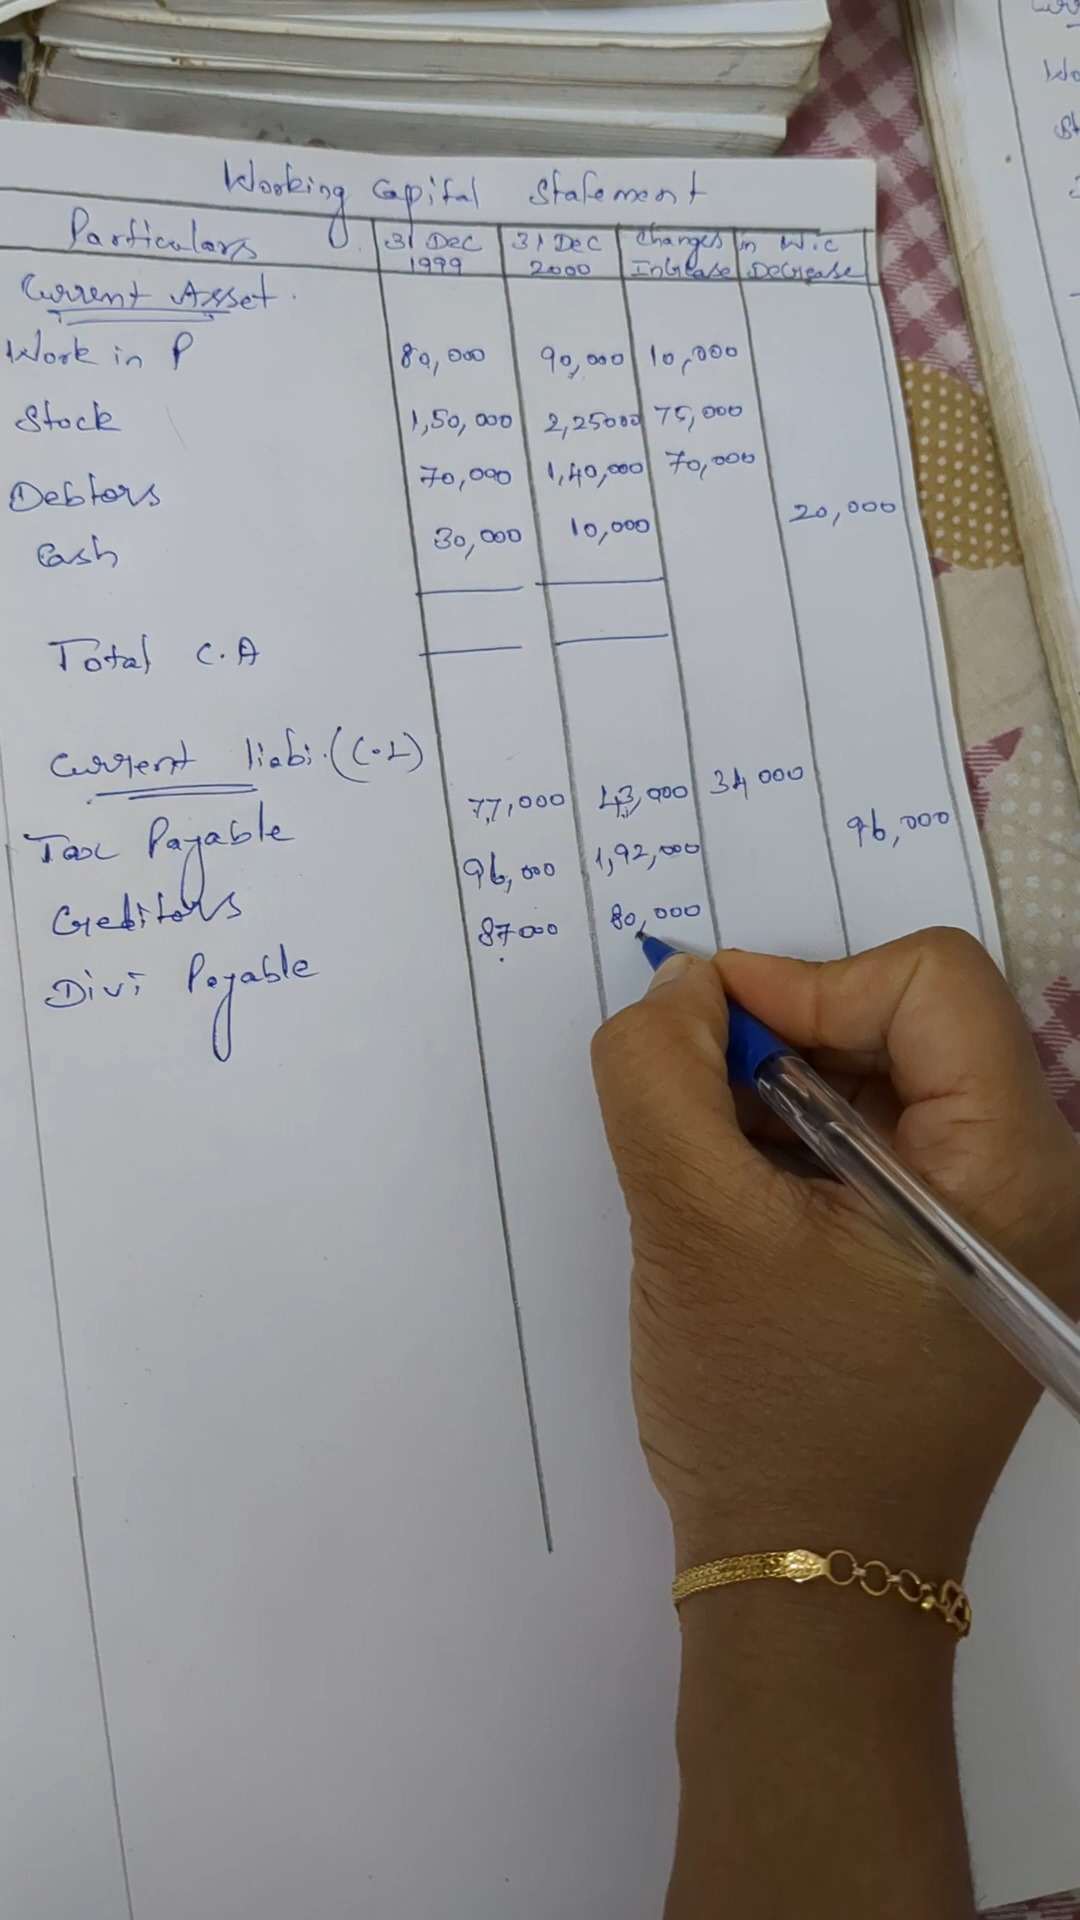 Working Capital Statement
Particulars 31 Dec 1999 31 Dec 2000 Changes in W.C Increase Decrease
Current Asset.
Work in P 80,000 90,000 10,000
Stock 1,50,000 2,25000 75,000
Debtors 70,000 1,40,000 70,000
Cash 30,000 10,000 20,000
Total C.A
Current liabi. (C.L)
Tax Payable 77,000 43,000 34000
Creditors 96,000 1,92,000 96,000
Divi Payable 87000 80,000